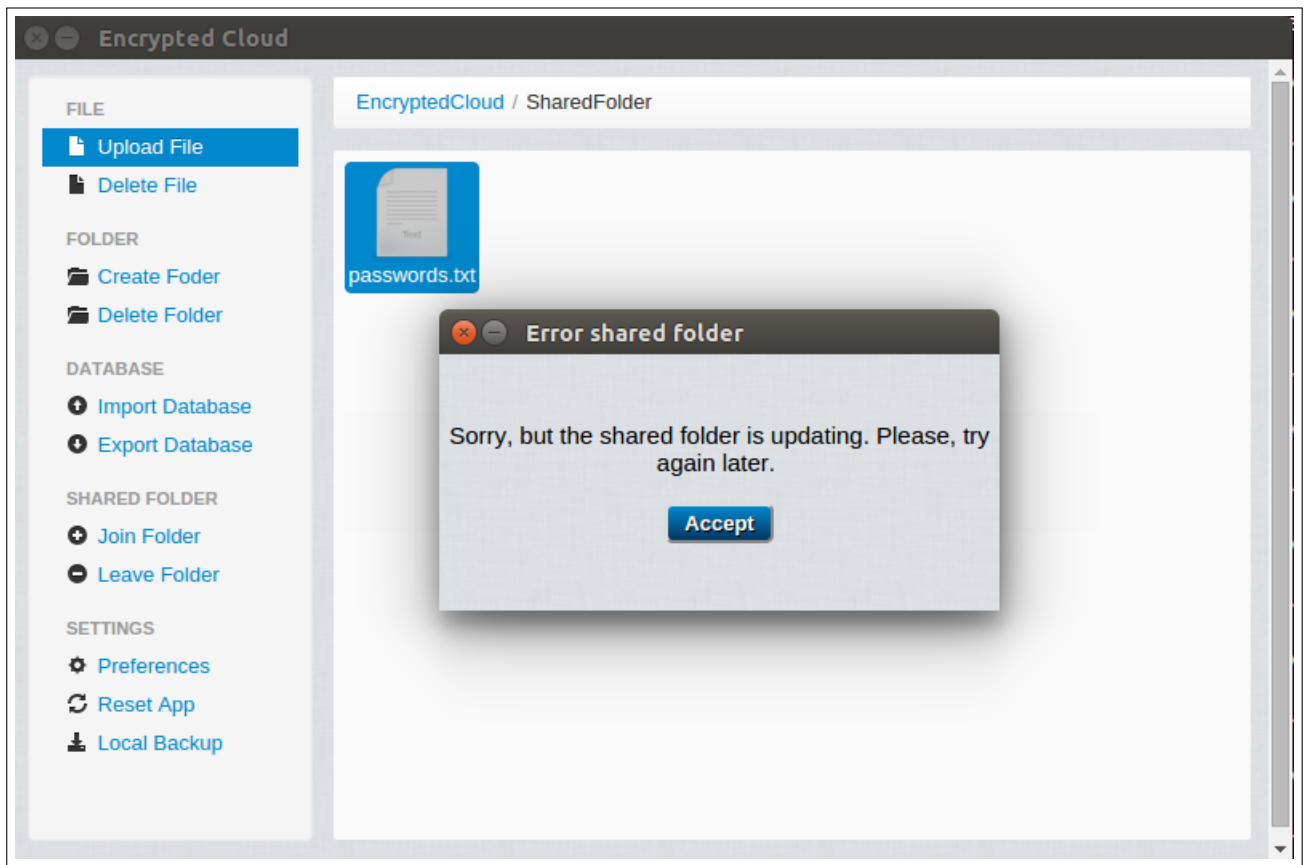 Encrypted Cloud
FILE
Upload File
Delete File
FOLDER
Create Foder
Delete Folder
DATABASE
Import Database
Export Database
SHARED FOLDER
Join Folder
Leave Folder
SETTINGS
Preferences
Reset App
Local Backup
EncryptedCloud / SharedFolder
Text
passwords.txt
Error shared folder
Sorry, but the shared folder is updating. Please, try
again later.
Accept